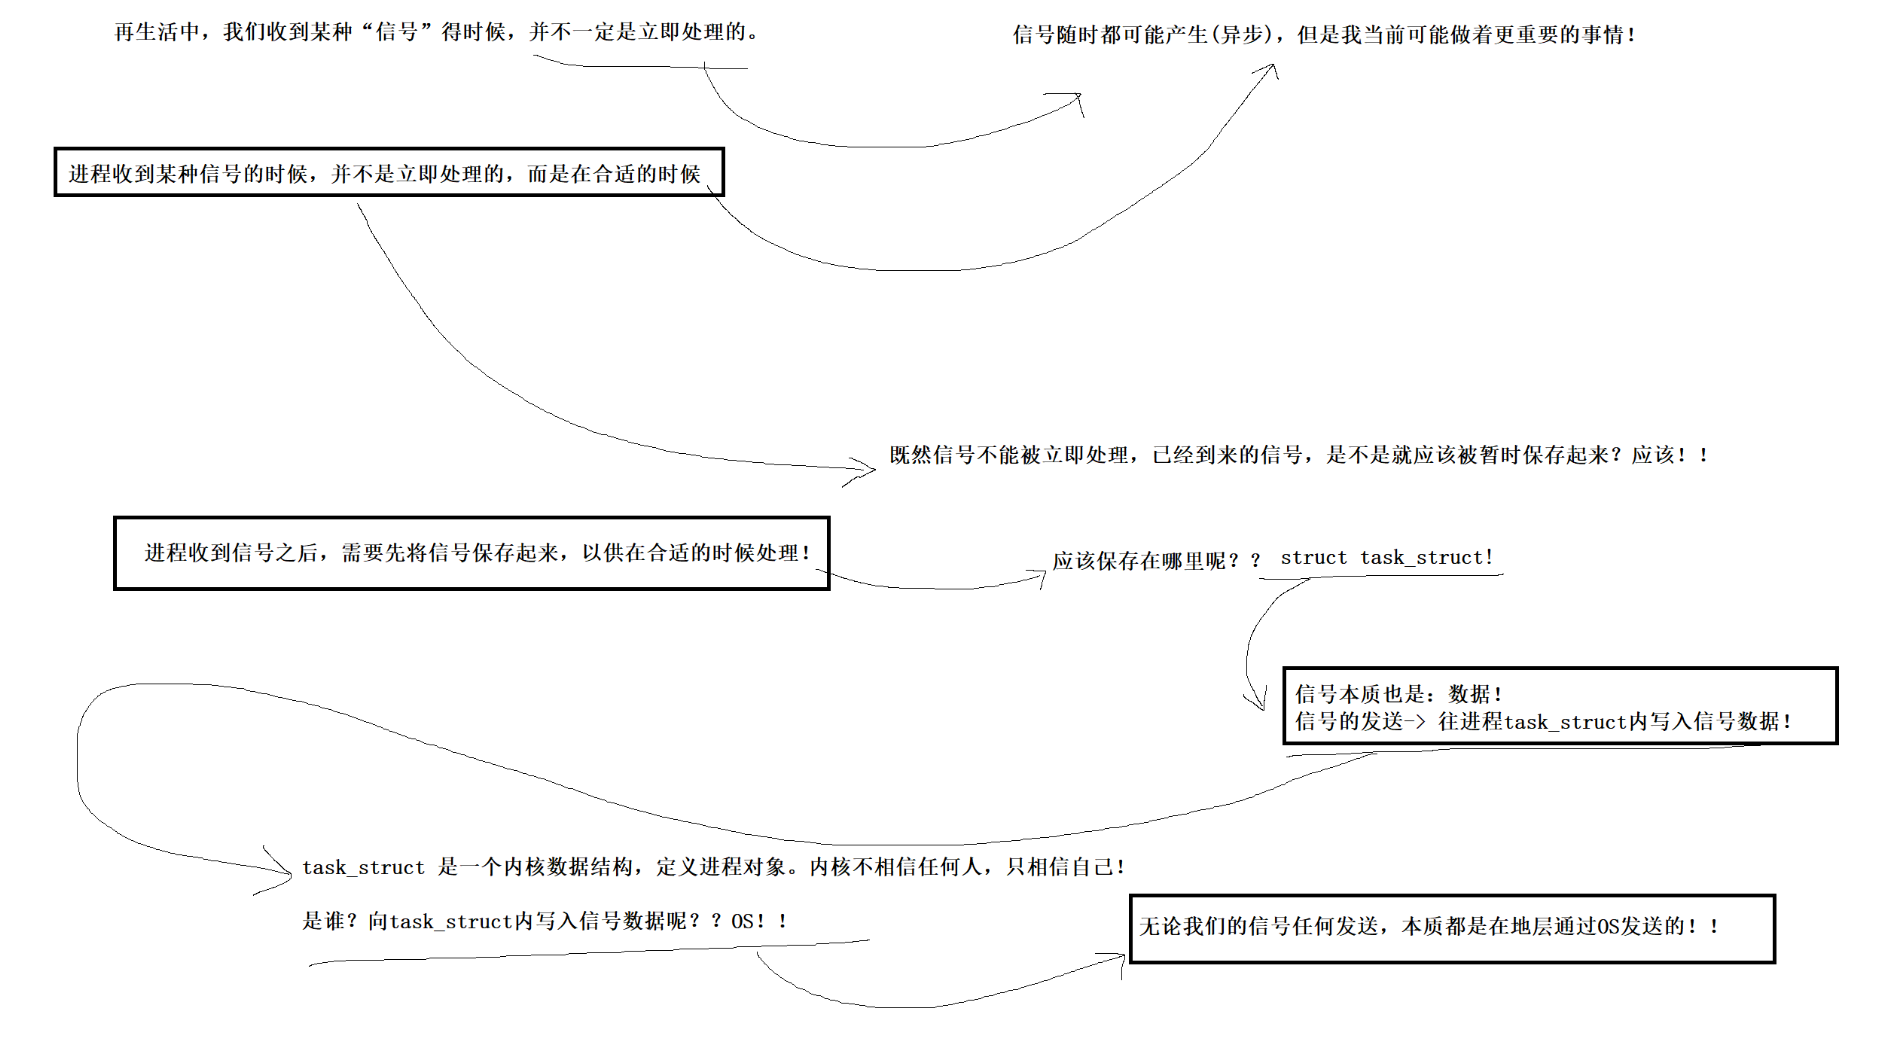 再生活中，我们收到某种“信号”得时候，并不一定是立即处理的。
信号随时都可能产生(异步)，但是我当前可能做着更重要的事情！
进程收到某种信号的时候，并不是立即处理的，而是在合适的时候
既然信号不能被立即处理，已经到来的信号，是不是就应该被暂时保存起来？应该！！
进程收到信号之后，需要先将信号保存起来，以供在合适的时候处理！
应该保存在哪里呢？？ struct task_struct!
信号本质也是：数据！
信号的发送-> 往进程task_struct内写入信号数据！
task_struct 是一个内核数据结构，定义进程对象。内核不相信任何人，只相信自己！
是谁？向task_struct内写入信号数据呢？？OS！！
无论我们的信号任何发送，本质都是在地层通过OS发送的！！